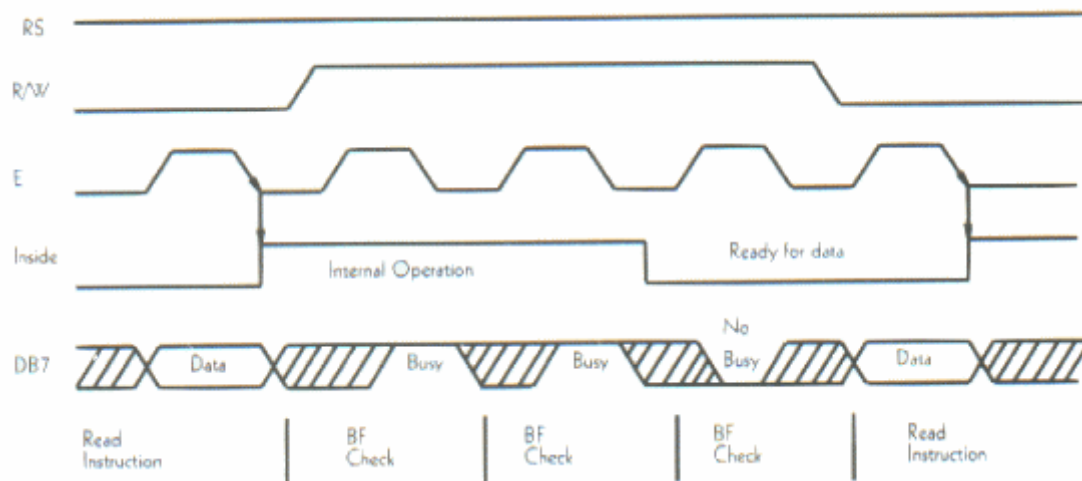 RS
R/W
E
Inside
Internal Operation
Ready for data
No
DB7
Data
Busy
Busy
Busy
Data
Read
Instruction
BF
Check
BF
Check
BF
Check
Read
Instruction